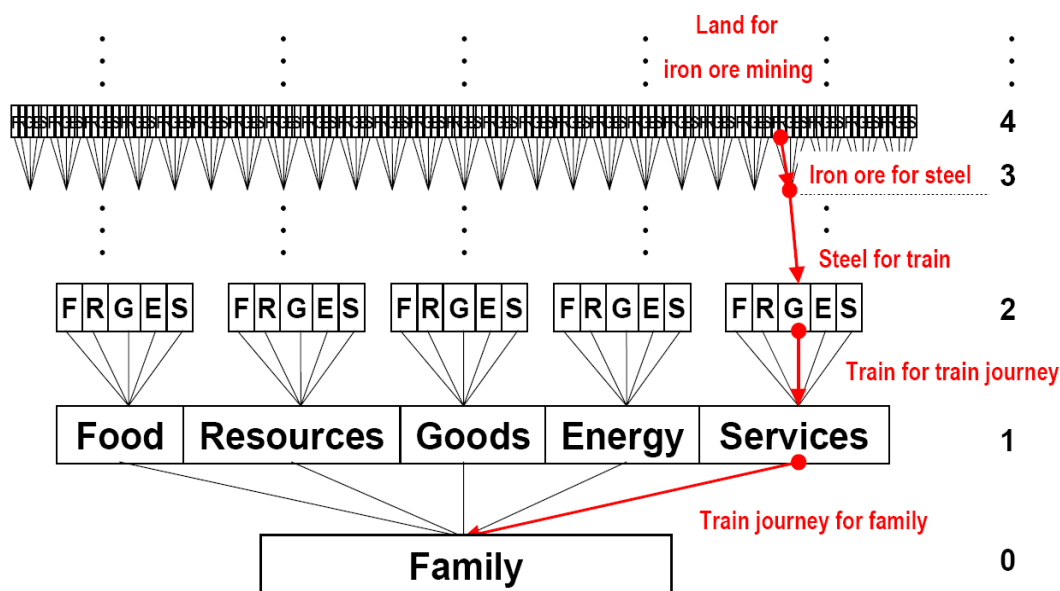 Land for
iron ore mining
4
Iron ore for steel
3
Steel for train
F R G E S F R G E S F R G E S F R G E S F R G E S 2
Train for train journey
Food Resources Goods Energy Services 1
Train journey for family
Family 0